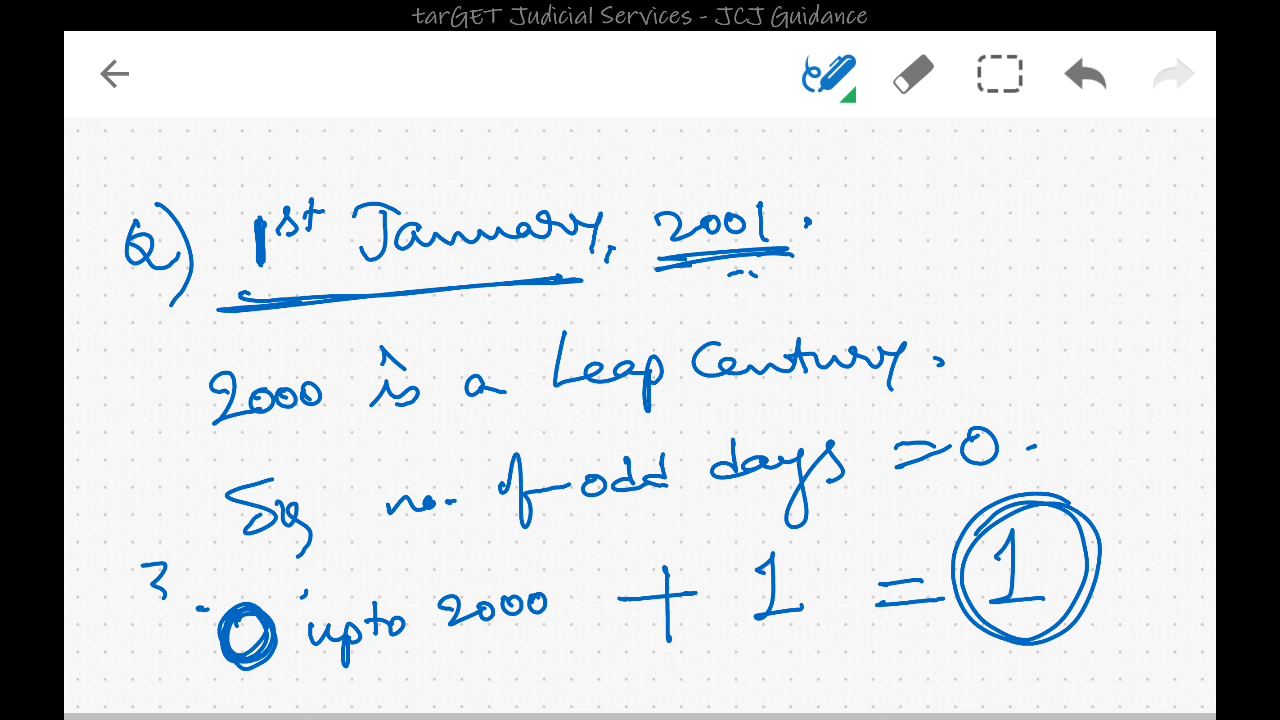 tarGET Judicial Services - JCJ Guidance
Q) 1st January, 2001.
2000 is a Leap Century.
no. of odd days = 0.
0 upto 2000 + 1 = 1